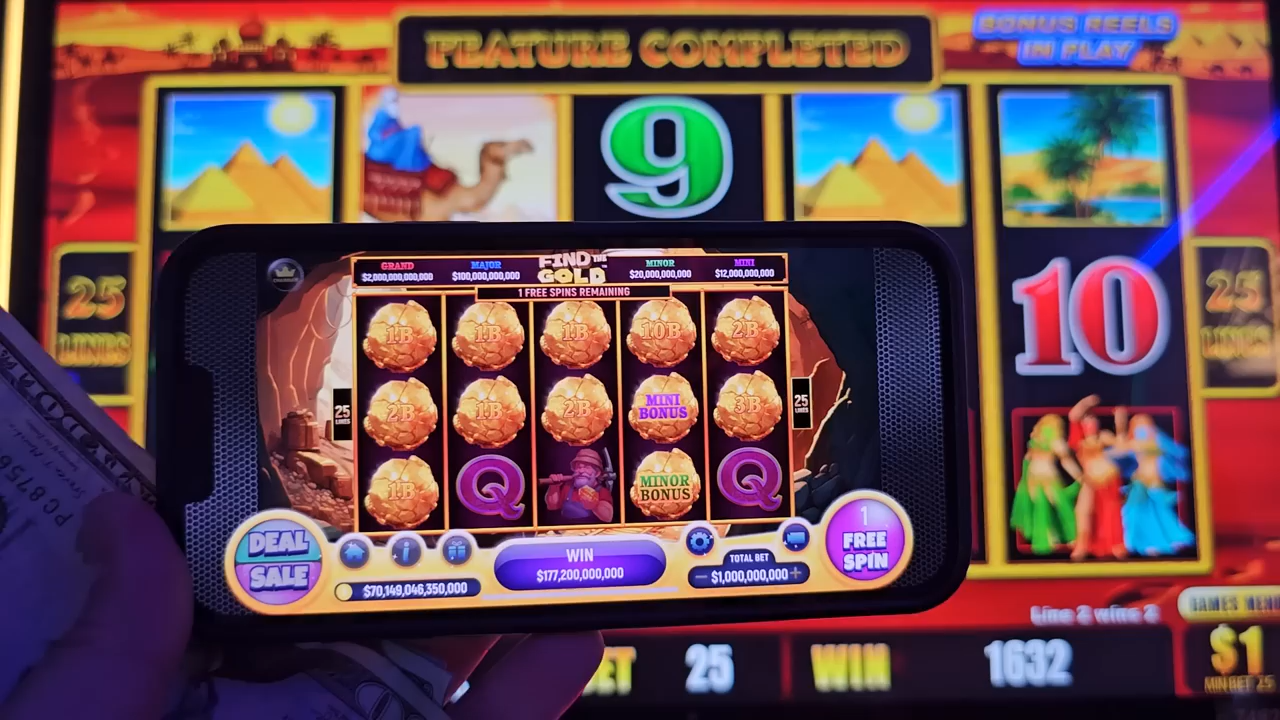 FEATURE COMPLETED
BONUS REELS
IN PLAY
9
25
LINES
10
25
LINES
GRAND
$2,000,000,000,000
MAJOR
$100,000,000,000
FIND THE
GOLD
MINOR
$20,000,000,000
MINI
$12,000,000,000
1 FREE SPINS REMAINING
1B
1B
1B
10B
2B
2B
1B
2B
MINI
BONUS
3B
1B
Q
MINOR
BONUS
Q
25
LINES
25
LINES
DEAL
SALE
$70,149,046,350,000
WIN
$177,200,000,000
TOTAL BET
$1,000,000,000
1
FREE
SPIN
PC8756
Line 2 wins 2
GAMES MENU
BET 25
WIN 1632
$1
MIN BET 25